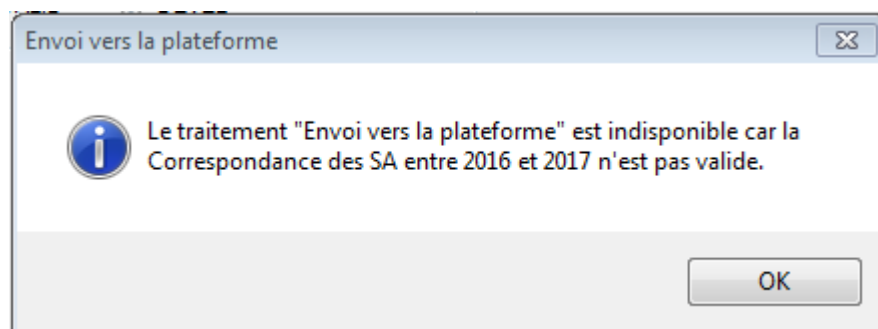 Envoi vers la plateforme
Le traitement "Envoi vers la plateforme" est indisponible car la
Correspondance des SA entre 2016 et 2017 n'est pas valide.
OK